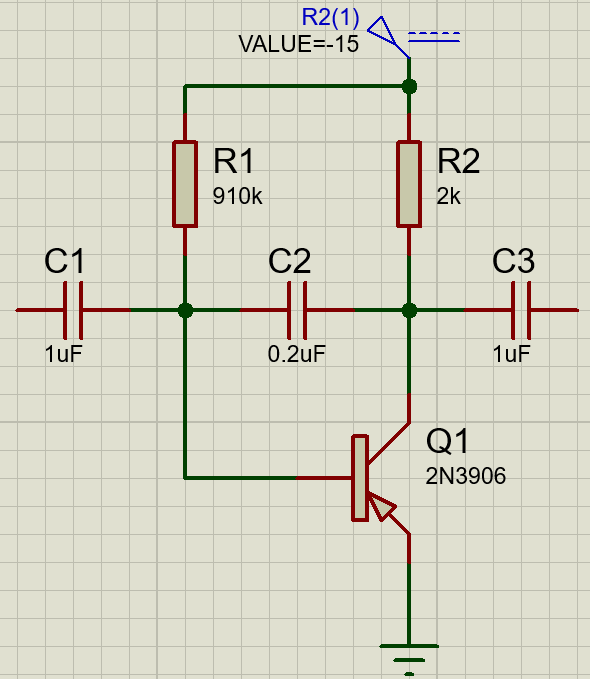 R2(1)
VALUE=-15
R1
910k
R2
2k
C1
1uF
C2
0.2uF
C3
1uF
Q1
2N3906